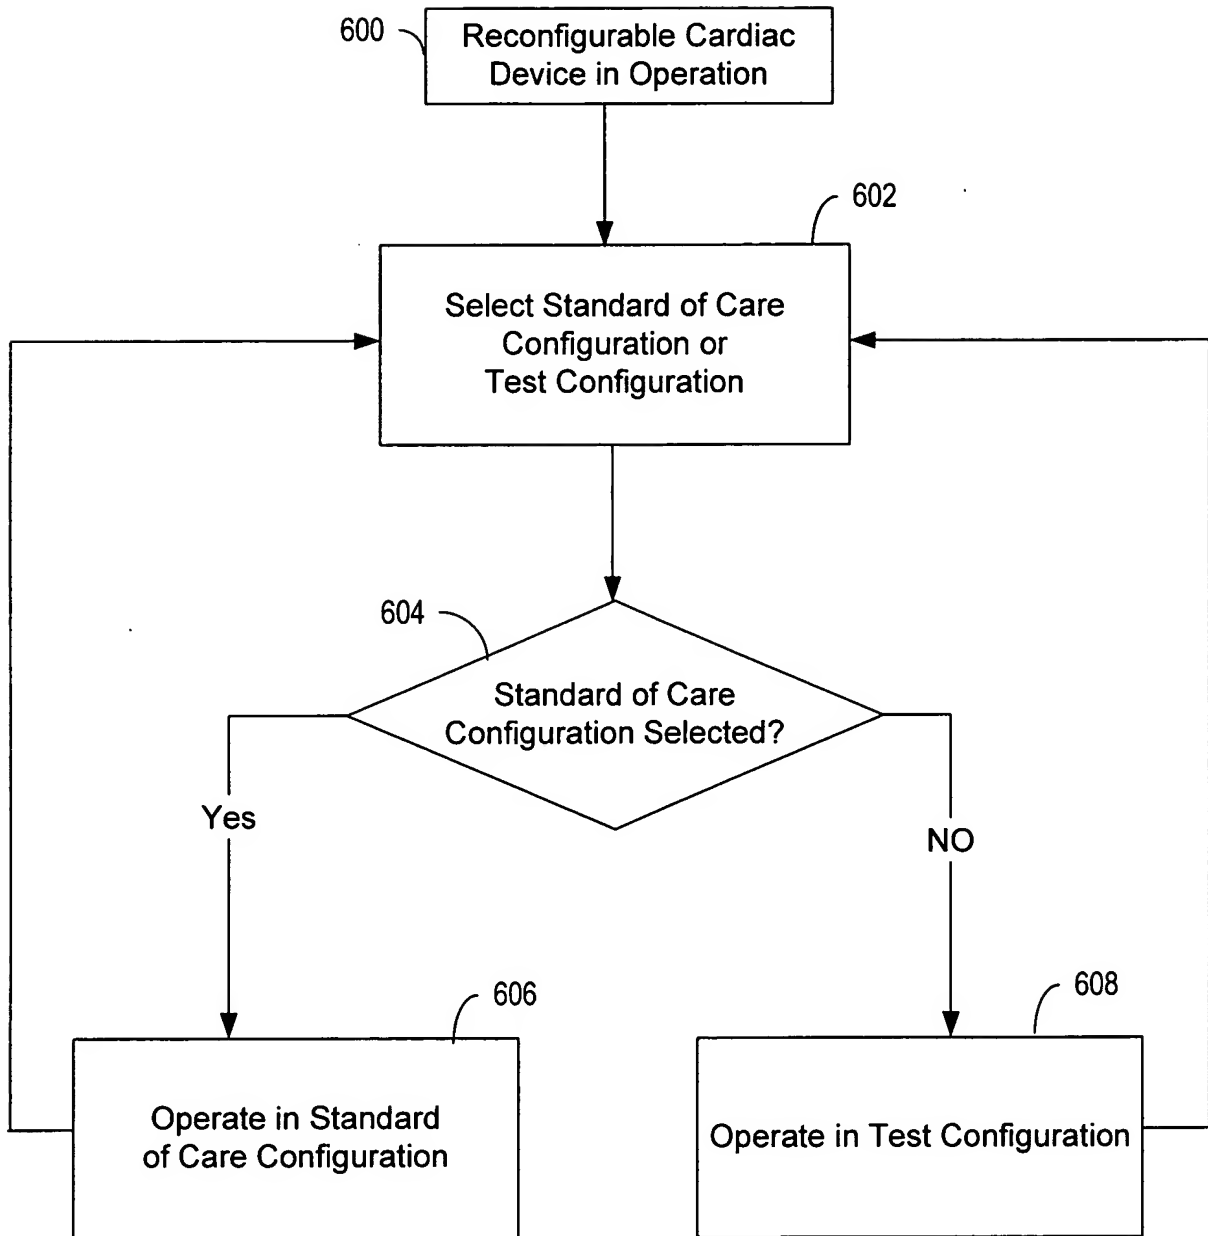 600
Reconfigurable Cardiac
Device in Operation
602
Select Standard of Care
Configuration or
Test Configuration
604
Standard of Care
Configuration Selected?
Yes
NO
606
608
Operate in Standard
of Care Configuration
Operate in Test Configuration